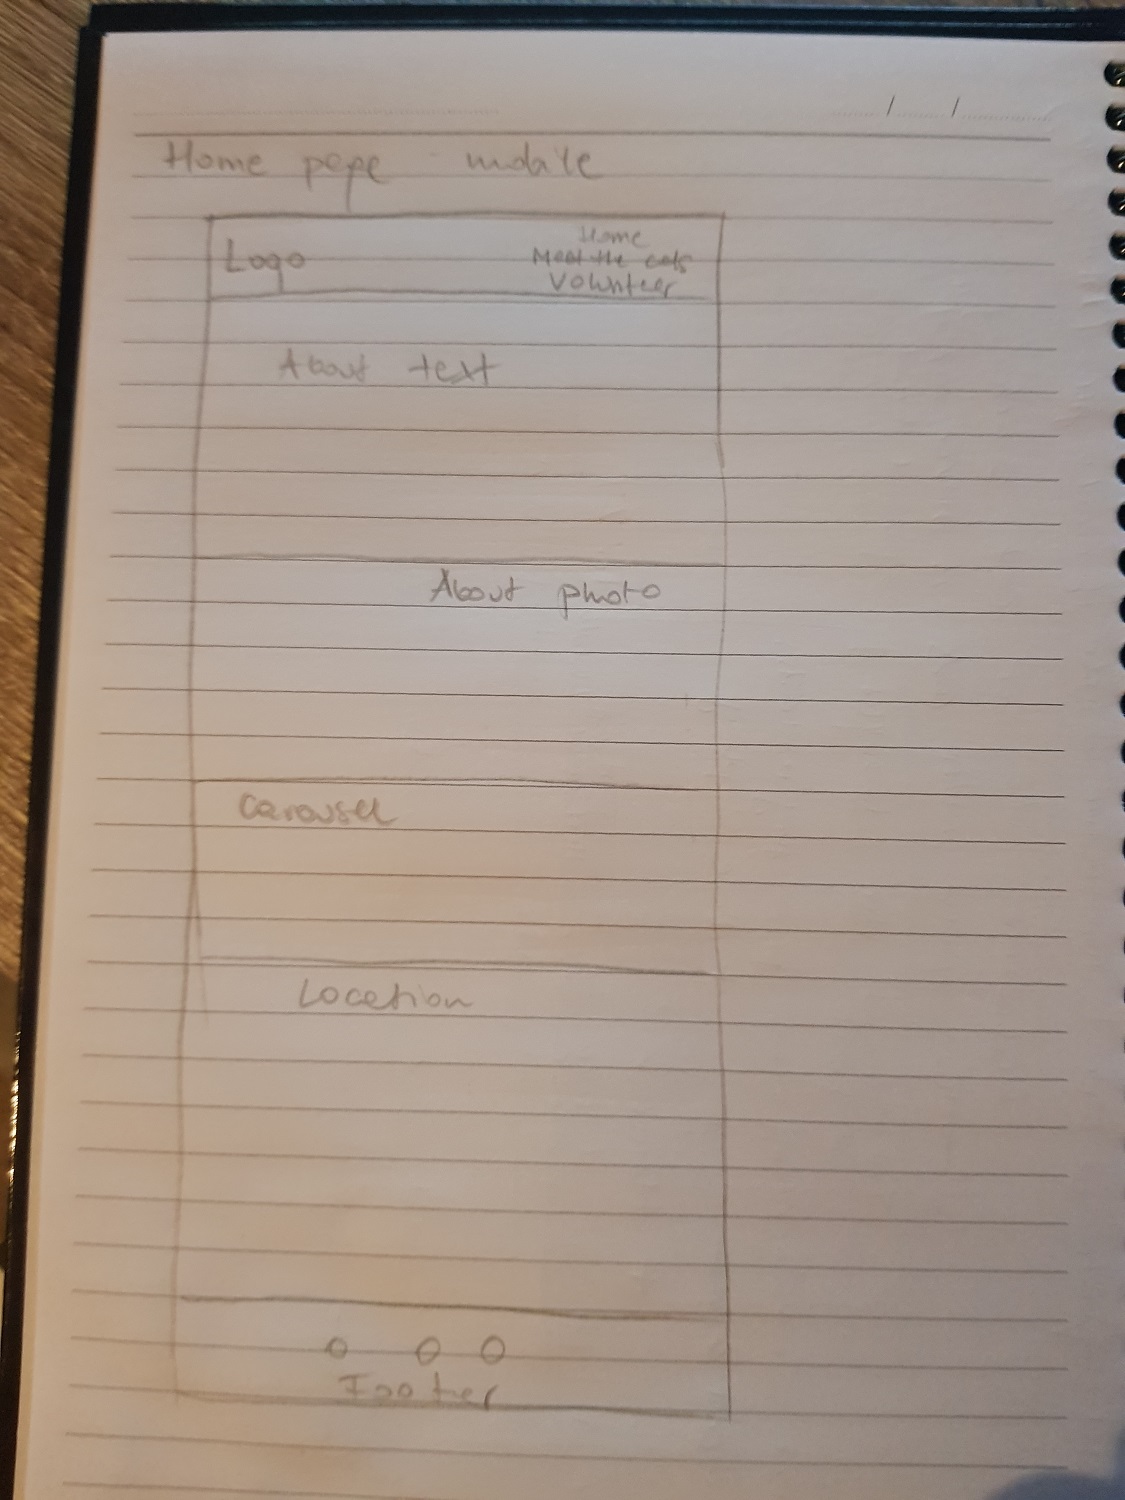 Home page - mobile
Logo
Home
Meet the cats
Volunteer
About text
About photo
Carousel
Location
Footer